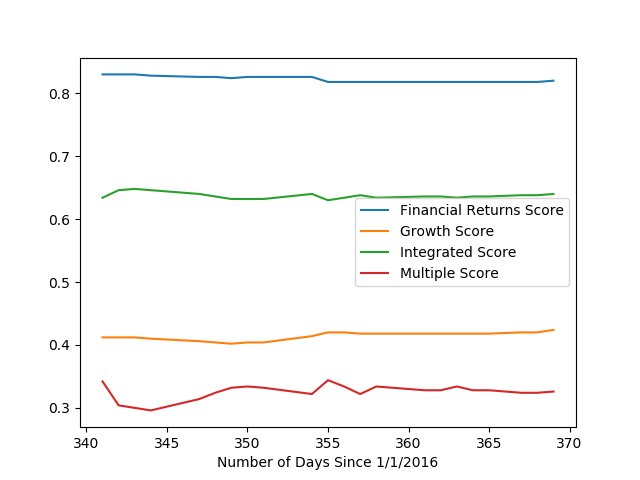 0.8
0.7
0.6
0.5
0.4
0.3
Financial Returns Score
Growth Score
Integrated Score
Multiple Score
340 345 350 355 360 365 370
Number of Days Since 1/1/2016